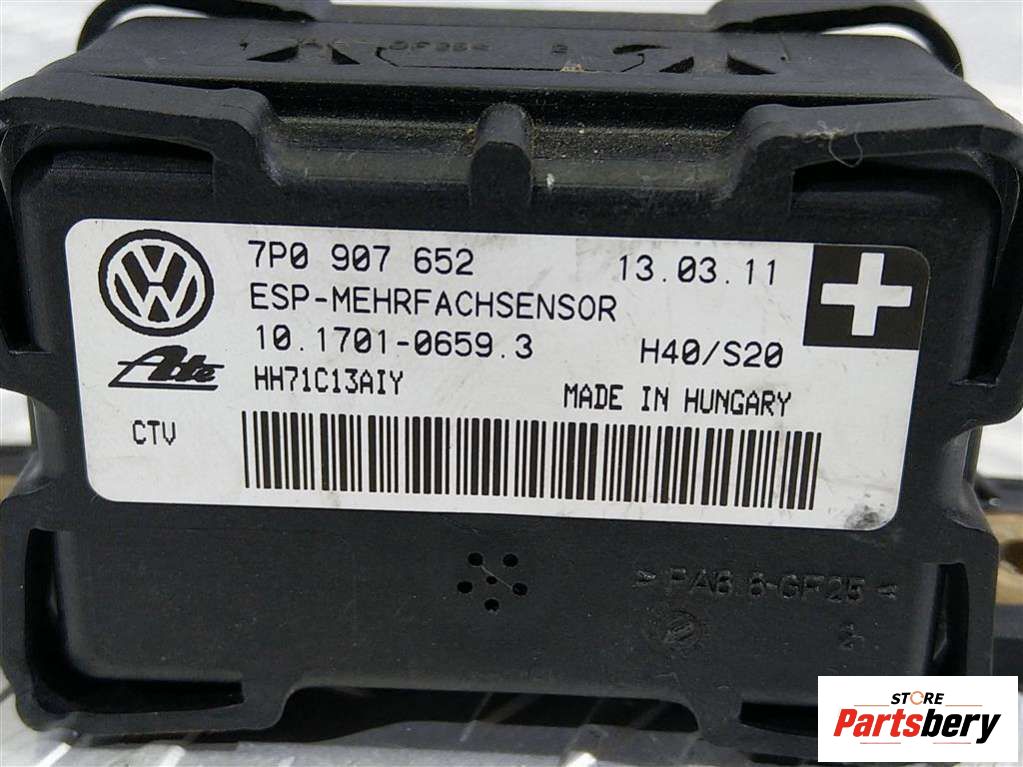 7P0 907 652 13.03.11
ESP-MEHRFACHSENSOR
10.1701-0659.3 H40/S20
Ate HH71C13AIY MADE IN HUNGARY
CTV
2
STORE
Partsbery